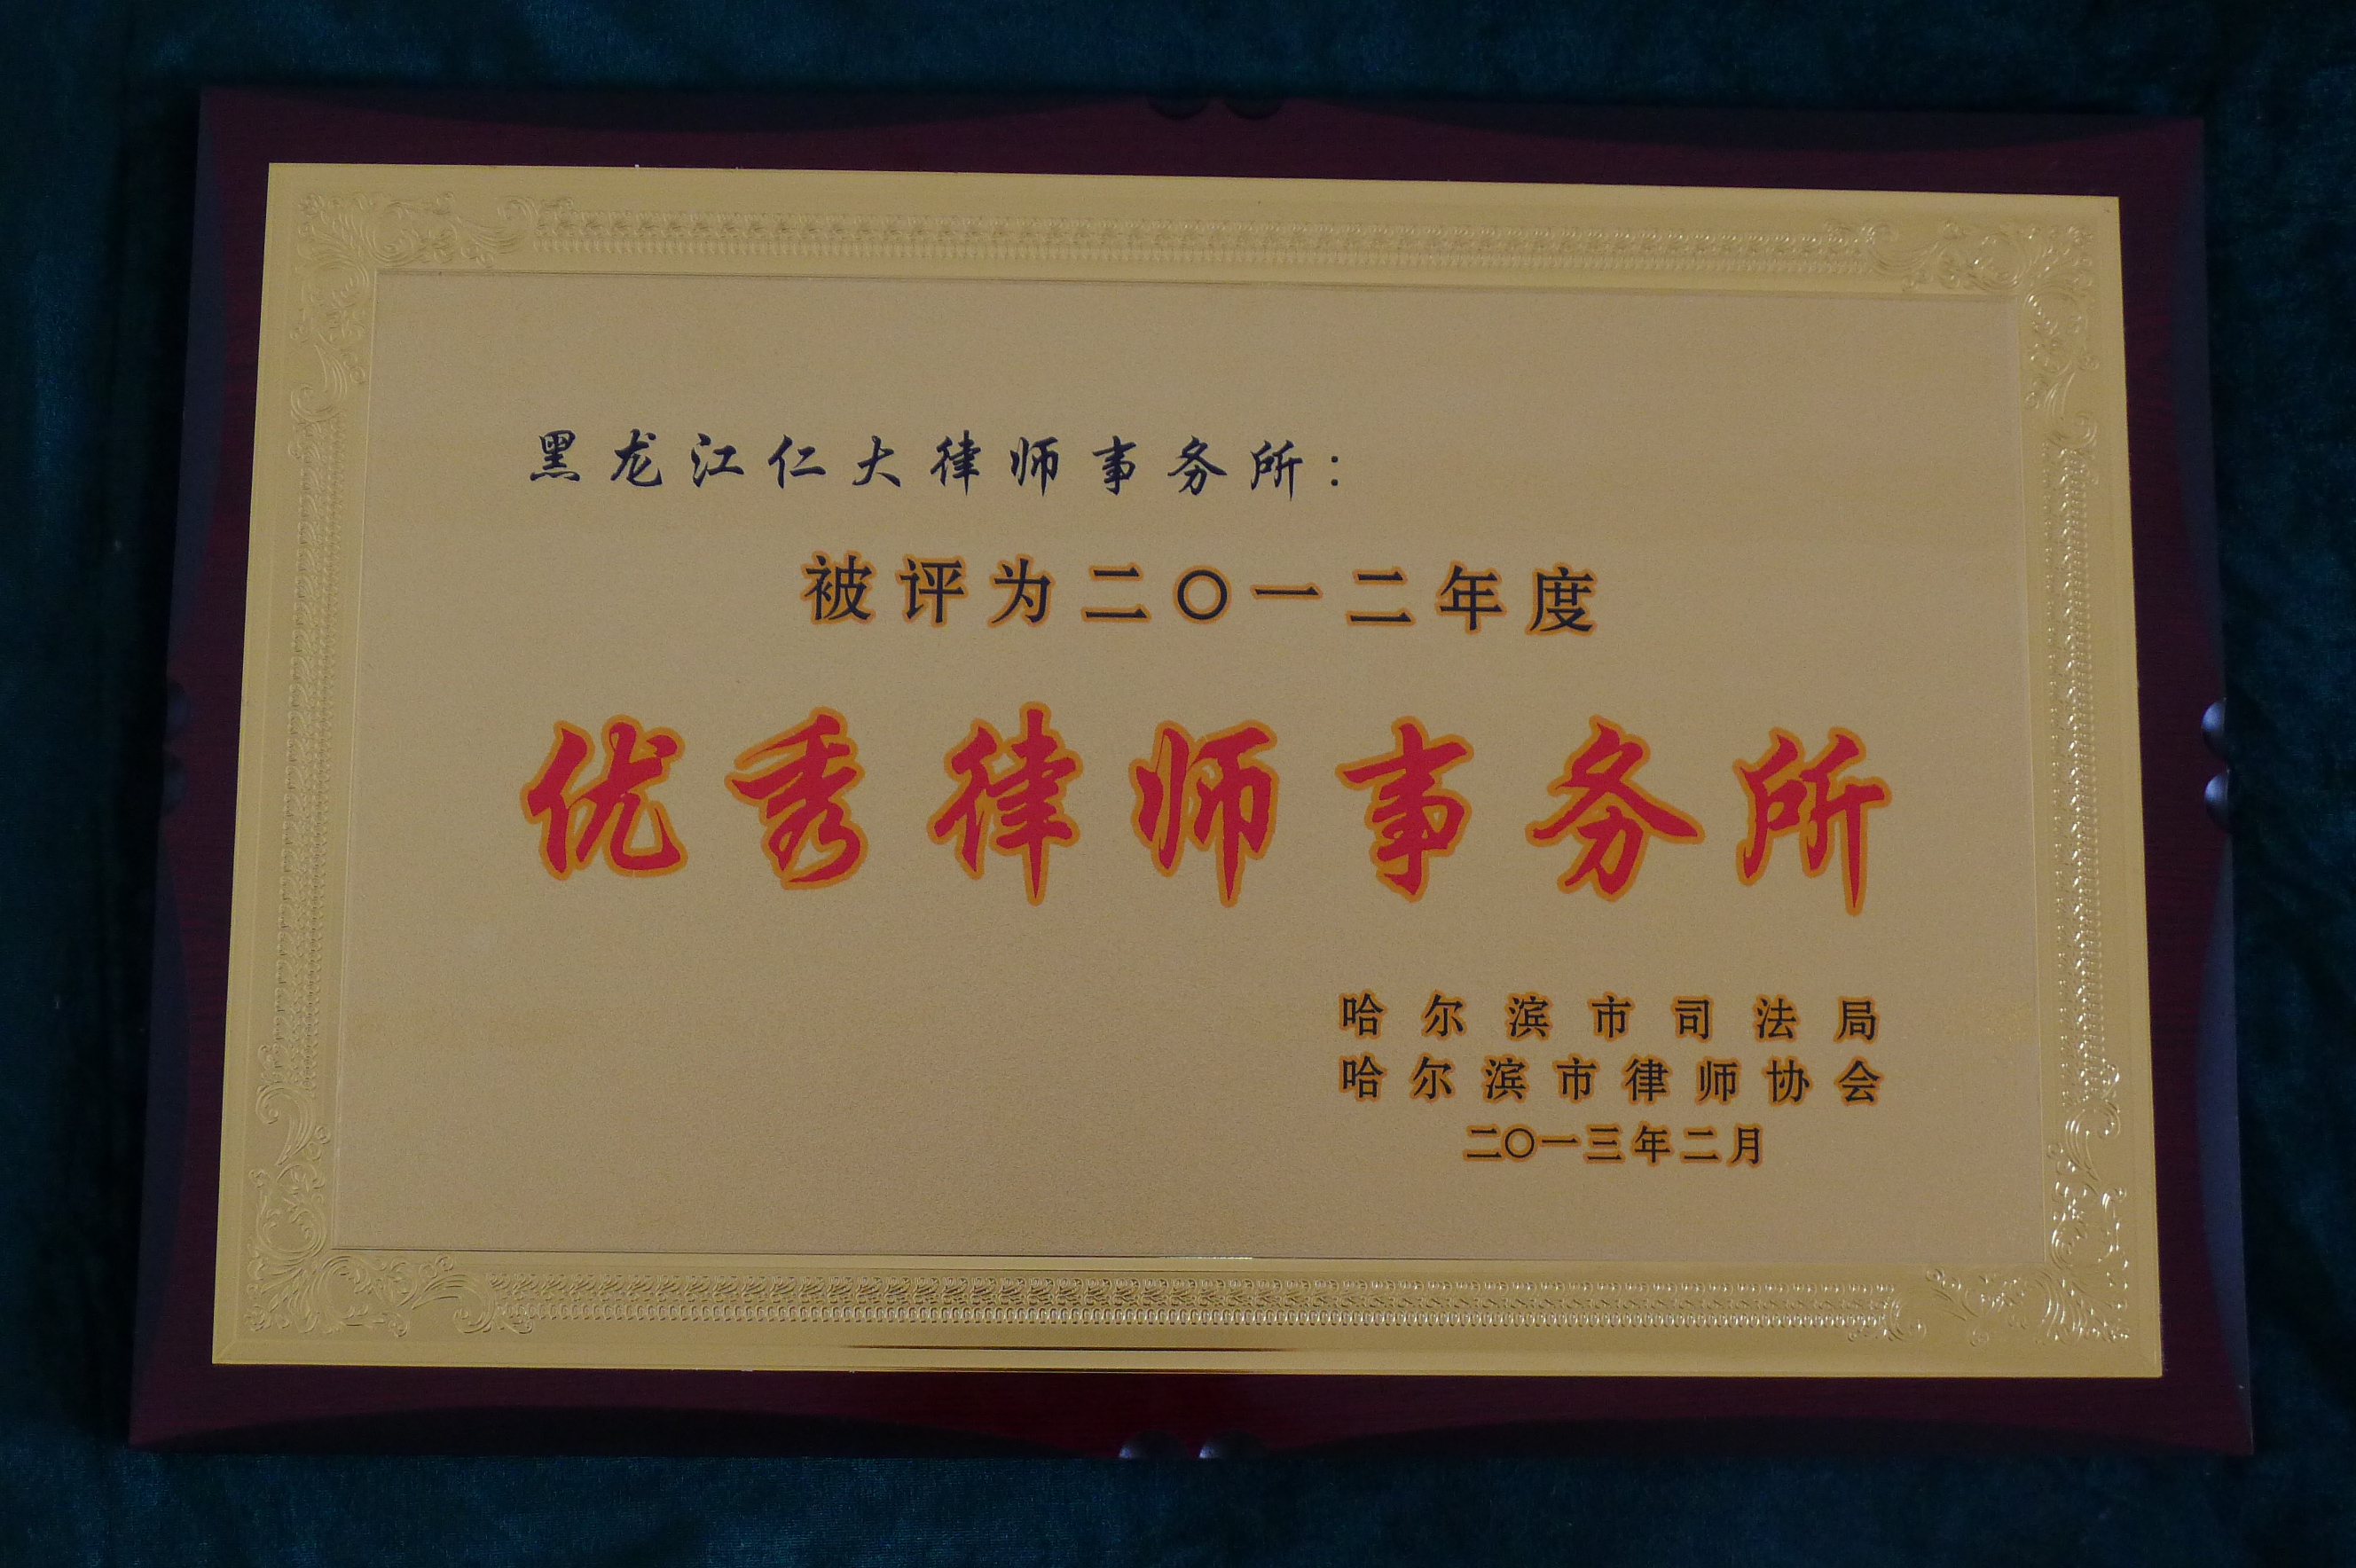 黑龙江仁大律师事务所：
被评为二〇一二年度
优秀律师事务所
哈尔滨市司法局
哈尔滨市律师协会
二〇一三年二月